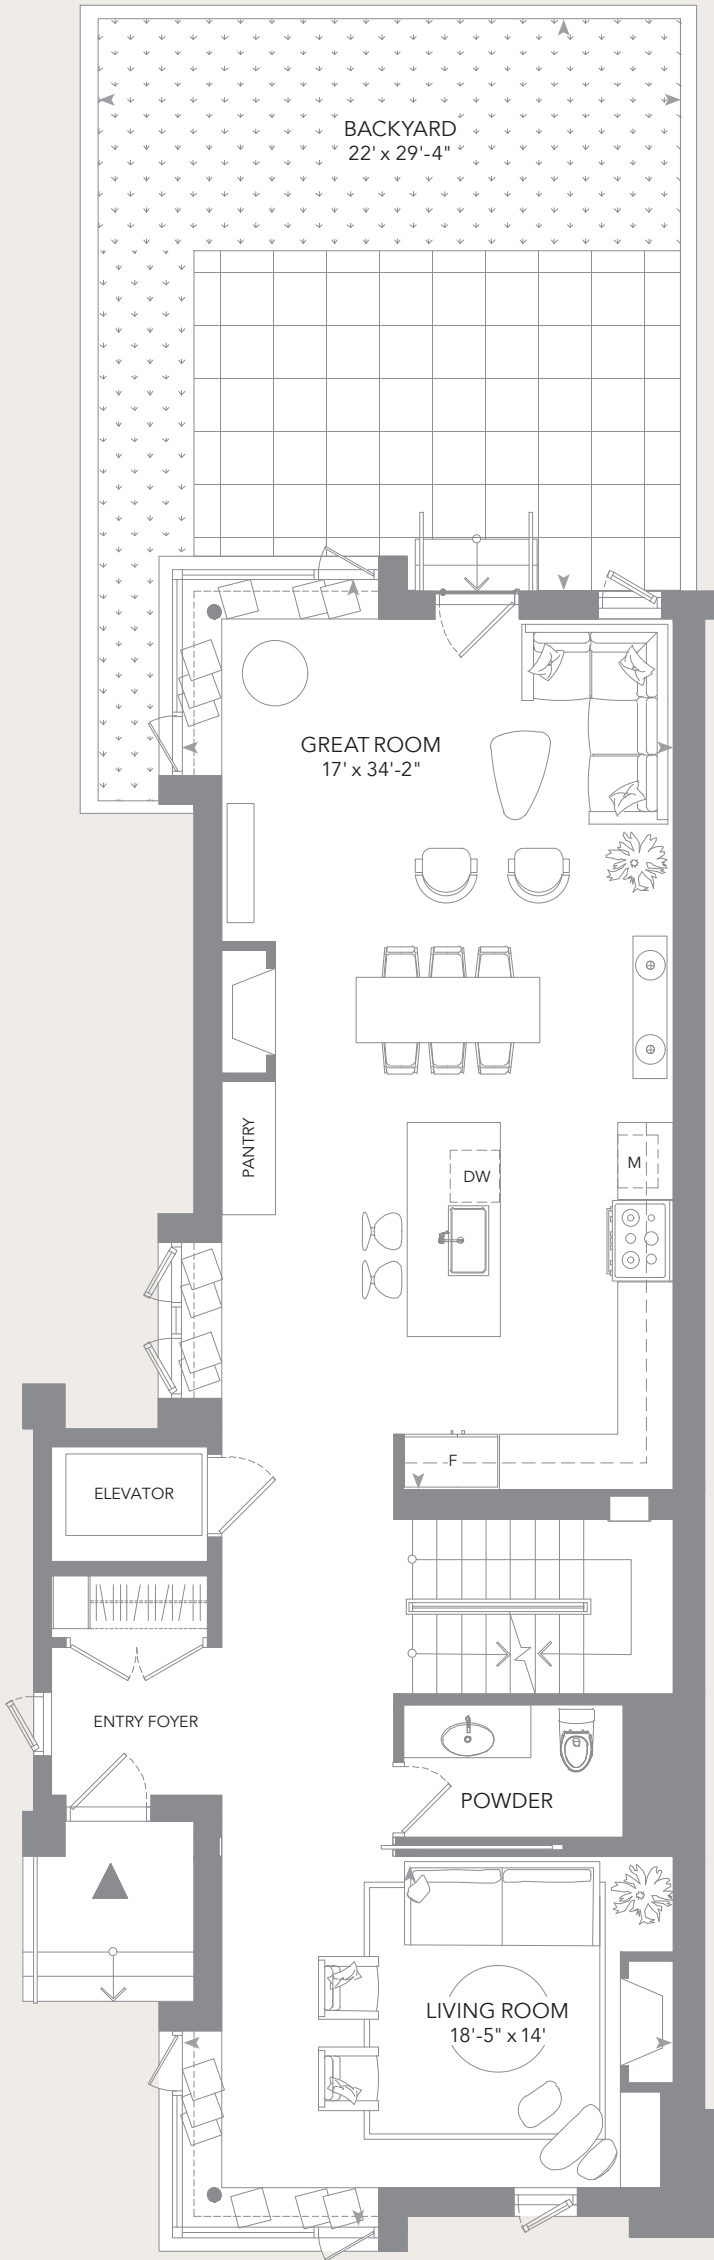 BACKYARD
22' x 29'-4"
GREAT ROOM
17' x 34'-2"
PANTRY
DW
M
F
ELEVATOR
ENTRY FOYER
POWDER
LIVING ROOM
18'-5" x 14'